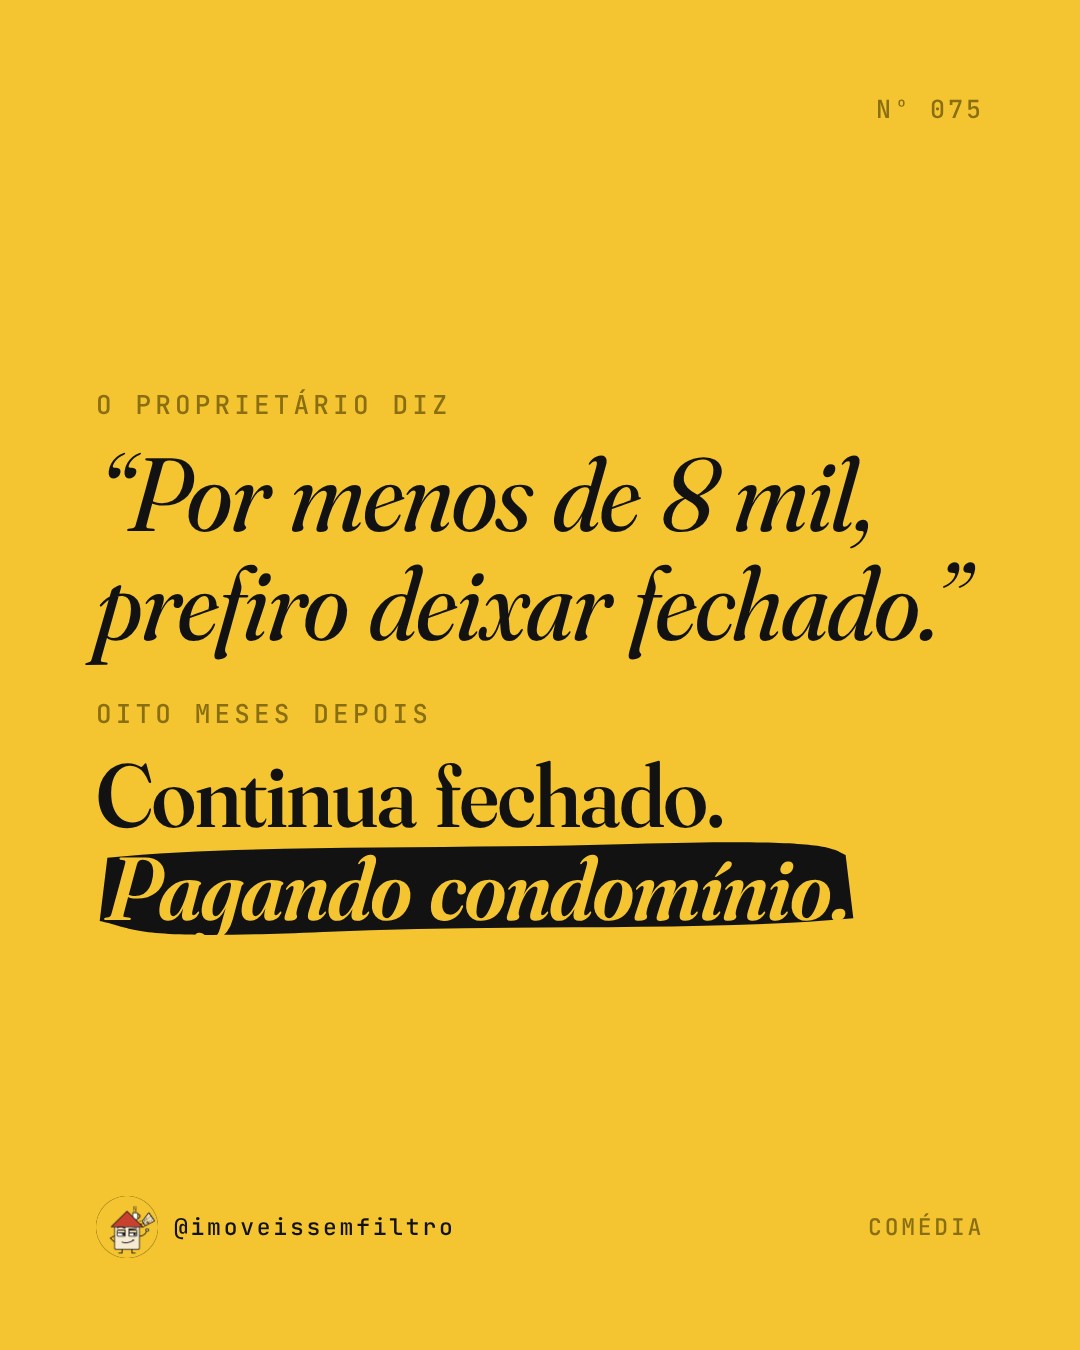 Nº 075
O PROPRIETÁRIO DIZ
“Por menos de 8 mil,
prefiro deixar fechado.”
OITO MESES DEPOIS
Continua fechado.
Pagando condomínio.
@imoveissemfiltro
COMÉDIA